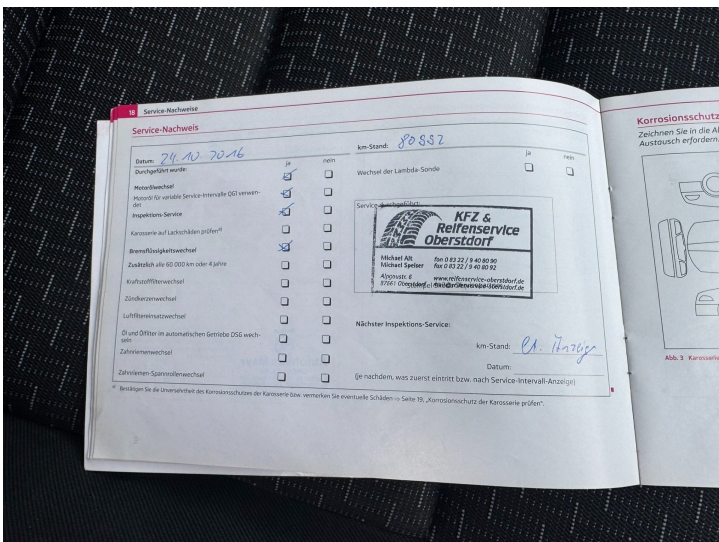 18 Service-Nachweise
Service-Nachweis
Datum: 24.10.2016
km-Stand: 80552
Durchgeführt wurde:
ja nein
Motorölwechsel
Motoröl für variable Service-Intervalle QG1 verwen-
det
Inspektions-Service
Karosserie auf Lackschäden prüfen a)
Bremsflüssigkeitswechsel
Zusätzlich alle 60 000 km oder 4 Jahre
Kraftstofffilterwechsel
Zündkerzenwechsel
Luftfiltereinsatzwechsel
Öl und Ölfilter im automatischen Getriebe DSG wech-
seln
Zahnriemenwechsel
Zahnriemen-Spannrollenwechsel
ja nein
Wechsel der Lambda-Sonde
Service durchgeführt:
KFZ &
Reifenservice
Oberstdorf
Michael Alt
Michael Speiser
fon 0 83 22 / 9 40 80 90
fax 0 83 22 / 9 40 80 92
Alpgaustr. 6
87561 Oberstdorf
www.reifenservice-oberstdorf.de
Nächster Inspektions-Service:
km-Stand: lt. Anzeige
Datum:
(je nachdem, was zuerst eintritt bzw. nach Service-Intervall-Anzeige)
a) Bestätigen Sie die Unversehrtheit des Korrosionsschutzes der Karosserie bzw. vermerken Sie eventuelle Schäden ⇒ Seite 19, „Korrosionsschutz der Karosserie prüfen“.
Korrosionsschutz
Zeichnen Sie in die A
Austausch erfordern.
Abb. 3 Karosserie